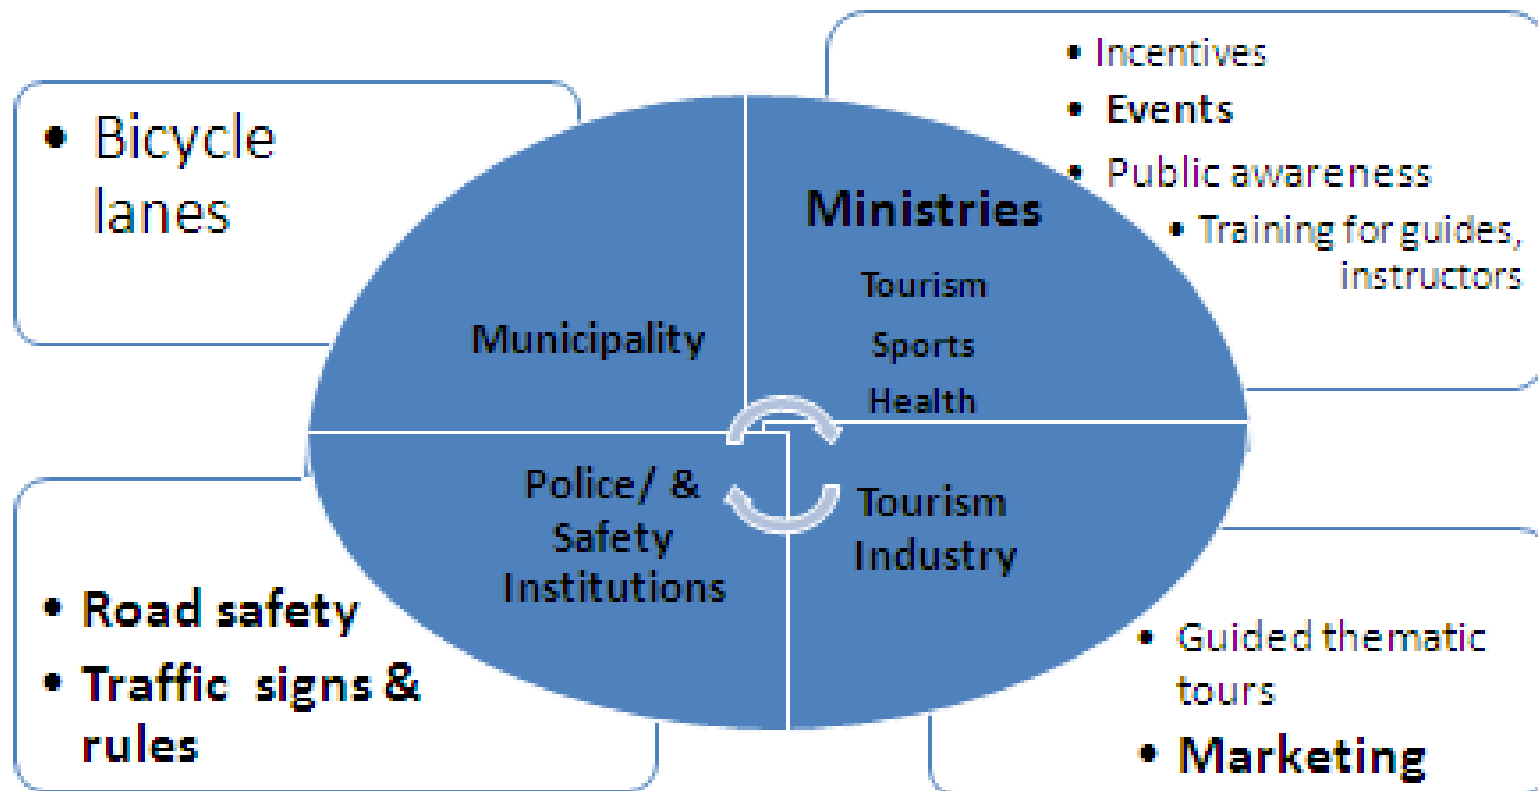 • Bicycle
lanes
Municipality
• Incentives
• Events
• Public awareness
• Training for guides,
instructors
Ministries
Tourism
Sports
Health
Police/ &
Safety
Institutions
• Road safety
• Traffic signs &
rules
Tourism
Industry
• Guided thematic
tours
• Marketing